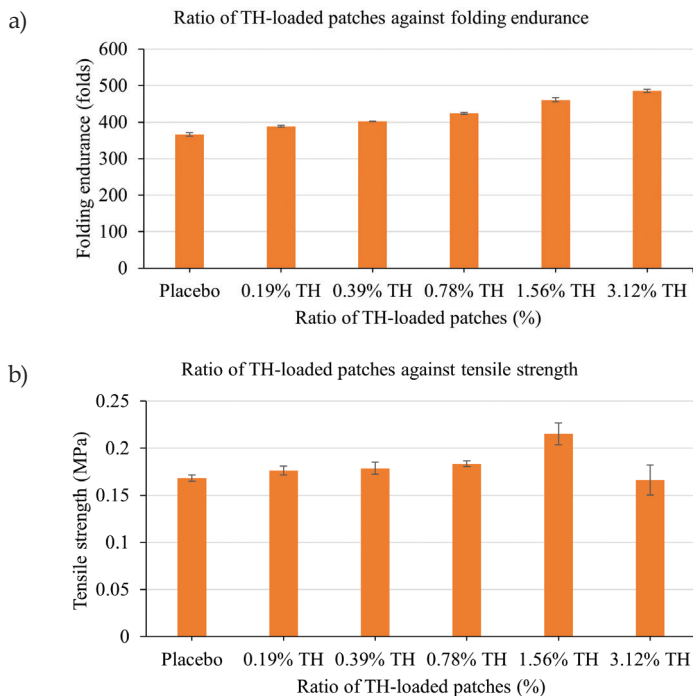 a)
Ratio of TH-loaded patches against folding endurance
Folding endurance (folds)
600
500
400
300
200
100
0
Placebo 0.19% TH 0.39% TH 0.78% TH 1.56% TH 3.12% TH
Ratio of TH-loaded patches (%)
b)
Ratio of TH-loaded patches against tensile strength
Tensile strength (MPa)
0.25
0.2
0.15
0.1
0.05
0
Placebo 0.19% TH 0.39% TH 0.78% TH 1.56% TH 3.12% TH
Ratio of TH-loaded patches (%)